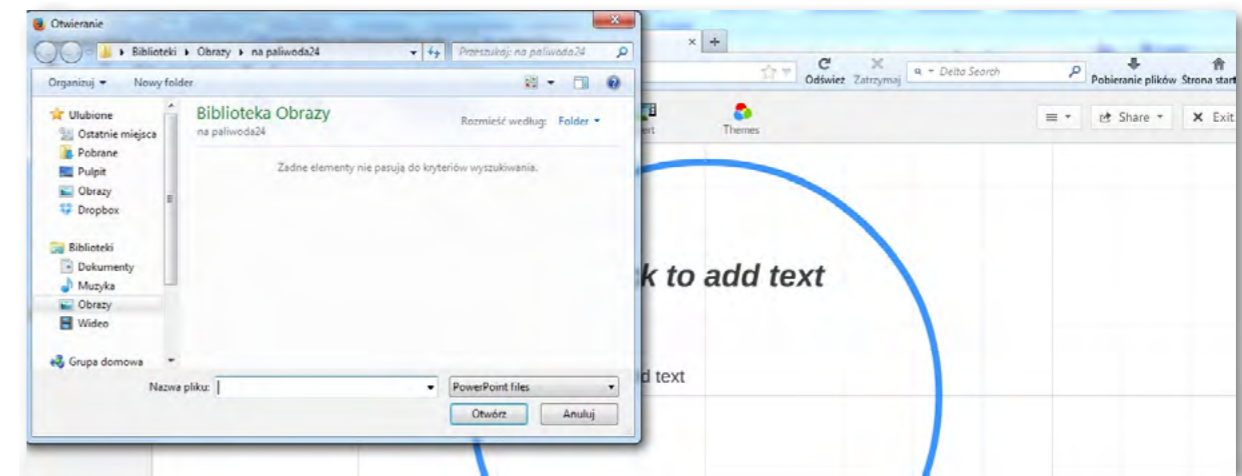 Otwieranie
Biblioteki ▸ Obrazy ▸ na paliwoda24
Przeszukaj: na paliwoda24
Organizuj
Nowy folder
Ulubione
Ostatnie miejsca
Pobrane
Pulpit
Obrazy
Dropbox
Biblioteki
Dokumenty
Muzyka
Obrazy
Wideo
Grupa domowa
Biblioteka Obrazy
na paliwoda24
Rozmieść według: Folder
Żadne elementy nie pasują do kryteriów wyszukiwania.
Nazwa pliku:
PowerPoint files
Otwórz
Anuluj
Odśwież
Zatrzymaj
Delta Search
Pobieranie plików
Strona start
ert
Themes
Share
Exit
k to add text
d text